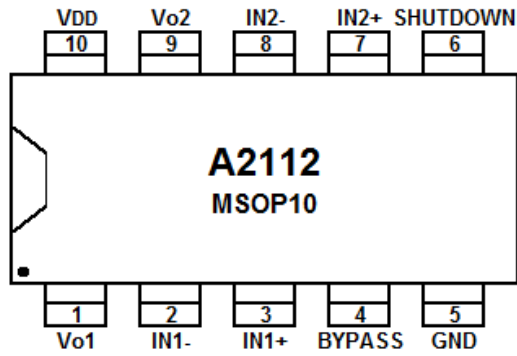 VDD Vo2 IN2- IN2+ SHUTDOWN
10 9 8 7 6
A2112
MSOP10
1 2 3 4 5
Vo1 IN1- IN1+ BYPASS GND